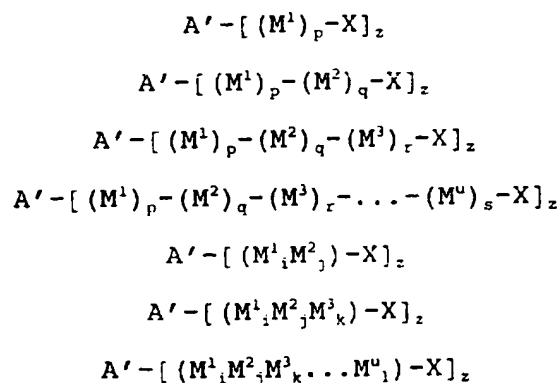 A′-[(M¹)ₚ-X]_z
A′-[(M¹)ₚ-(M²)_q-X]_z
A′-[(M¹)ₚ-(M²)_q-(M³)ᵣ-X]_z
A′-[(M¹)ₚ-(M²)_q-(M³)ᵣ-...-(Mᵘ)ₛ-X]_z
A′-[(M¹ᵢM²ⱼ)-X]_z
A′-[(M¹ᵢM²ⱼM³ₖ)-X]_z
A′-[(M¹ᵢM²ⱼM³ₖ...Mᵘₗ)-X]_z